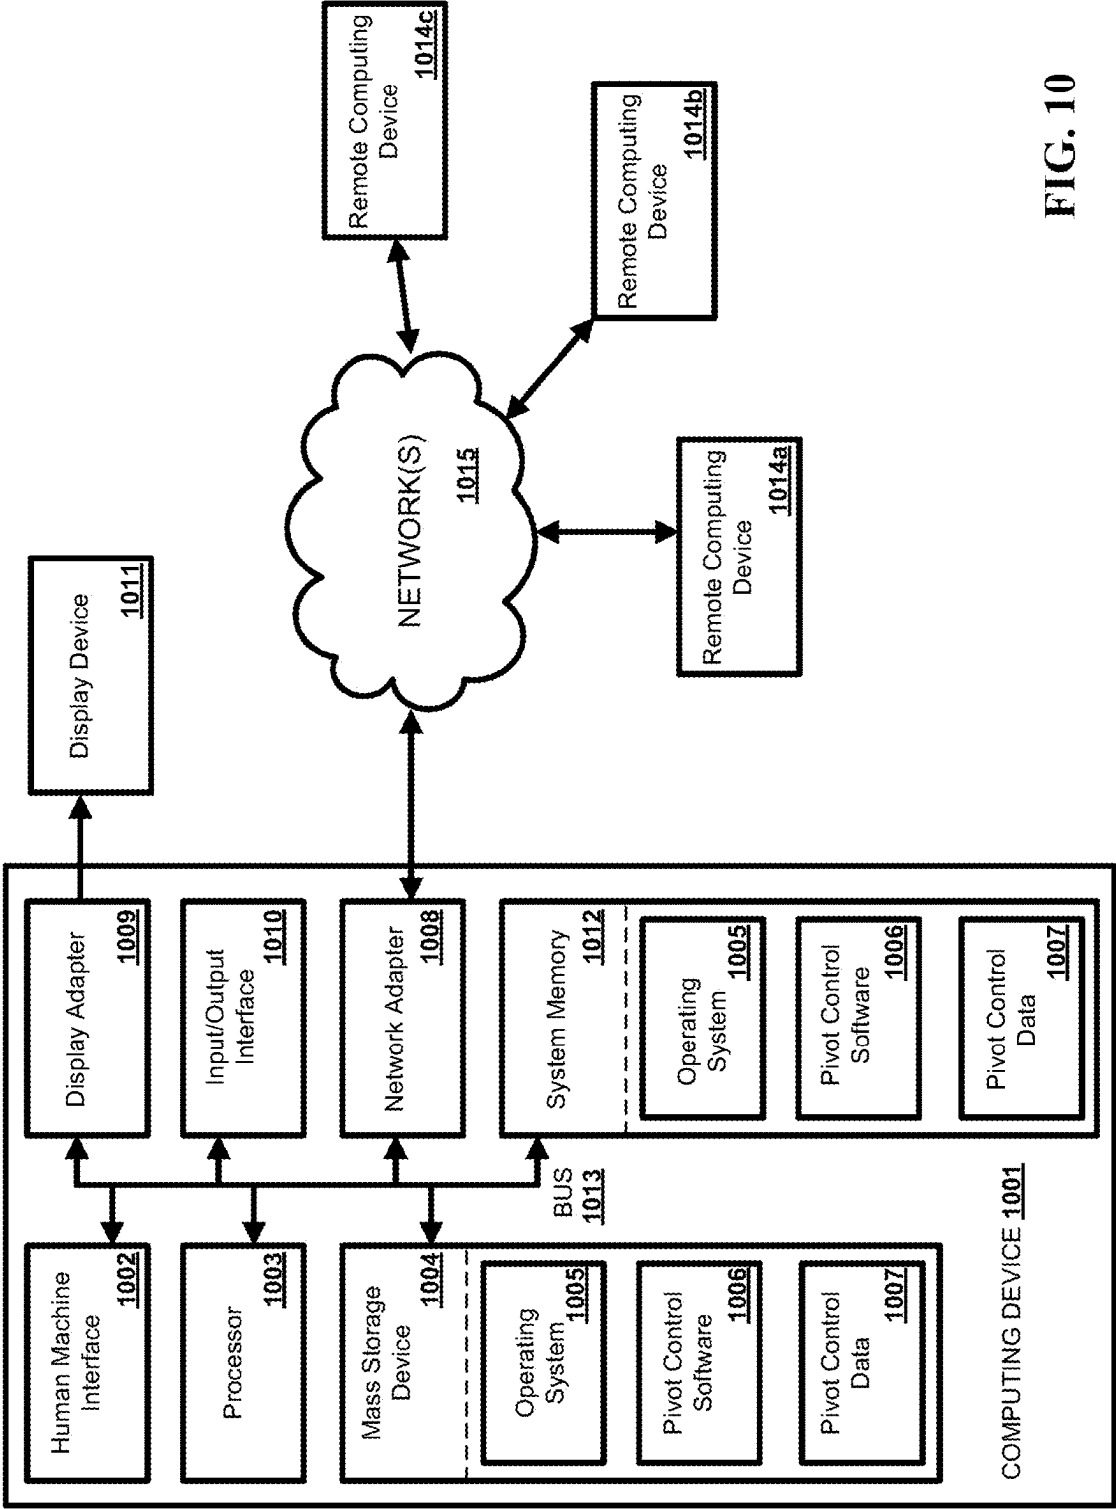 Human Machine
Interface
1002
Processor
1003
Mass Storage
Device
1004
Operating
System
1005
Pivot Control
Software
1006
Pivot Control
Data
1007
COMPUTING DEVICE 1001
BUS
1013
Display Adapter
1009
Input/Output
Interface
1010
Network Adapter
1008
System Memory
1012
Operating
System
1005
Pivot Control
Software
1006
Pivot Control
Data
1007
Display Device
1011
NETWORK(S)
1015
Remote Computing
Device
1014a
Remote Computing
Device
1014b
Remote Computing
Device
1014c
FIG. 10